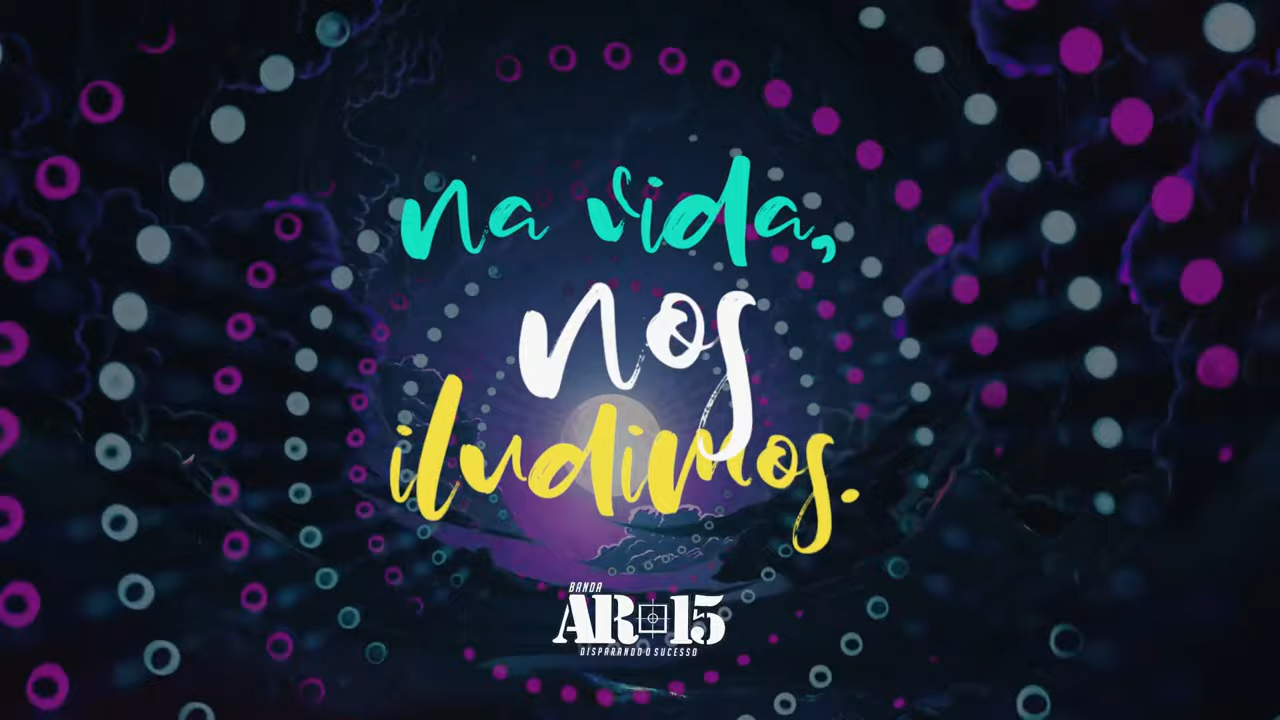 na vida,
nos
iludimos.
BANDA
AR 15
DISPARANDO O SUCESSO